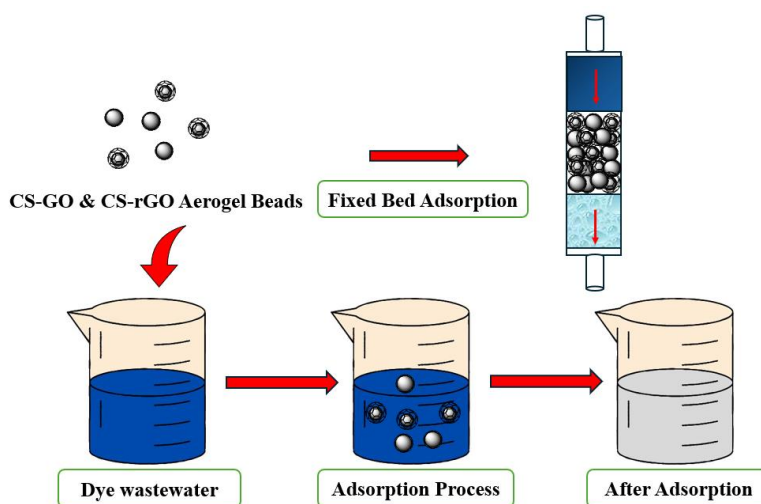 CS-GO & CS-rGO Aerogel Beads
Fixed Bed Adsorption
Dye wastewater
Adsorption Process
After Adsorption